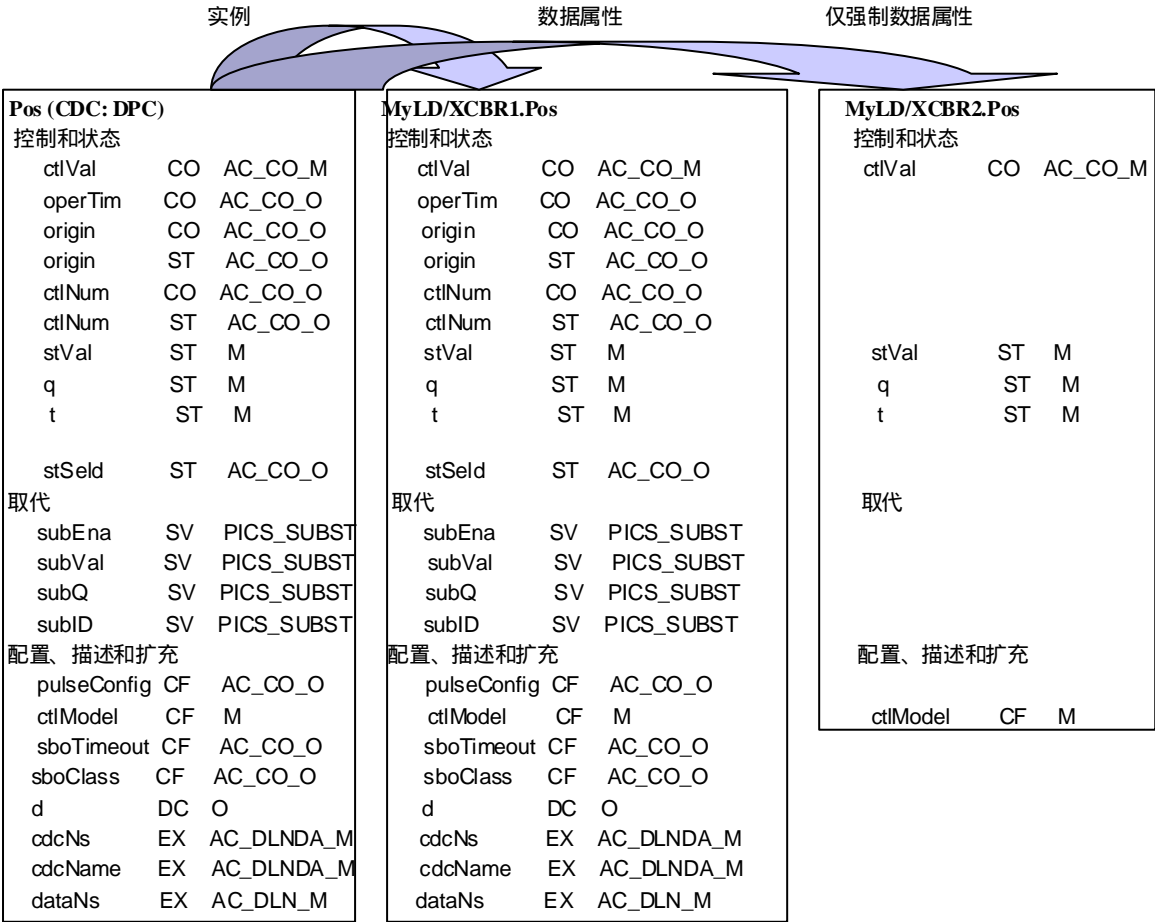 实例 数据属性 仅强制数据属性
Pos (CDC: DPC)
控制和状态
ctlVal CO AC_CO_M
operTim CO AC_CO_O
origin CO AC_CO_O
origin ST AC_CO_O
ctlNum CO AC_CO_O
ctlNum ST AC_CO_O
stVal ST M
q ST M
t ST M
stSeld ST AC_CO_O
取代
subEna SV PICS_SUBST
subVal SV PICS_SUBST
subQ SV PICS_SUBST
subID SV PICS_SUBST
配置、描述和扩充
pulseConfig CF AC_CO_O
ctlModel CF M
sboTimeout CF AC_CO_O
sboClass CF AC_CO_O
d DC O
cdcNs EX AC_DLNDA_M
cdcName EX AC_DLNDA_M
dataNs EX AC_DLN_M
MyLD/XCBR1.Pos
控制和状态
ctlVal CO AC_CO_M
operTim CO AC_CO_O
origin CO AC_CO_O
origin ST AC_CO_O
ctlNum CO AC_CO_O
ctlNum ST AC_CO_O
stVal ST M
q ST M
t ST M
stSeld ST AC_CO_O
取代
subEna SV PICS_SUBST
subVal SV PICS_SUBST
subQ SV PICS_SUBST
subID SV PICS_SUBST
配置、描述和扩充
pulseConfig CF AC_CO_O
ctlModel CF M
sboTimeout CF AC_CO_O
sboClass CF AC_CO_O
d DC O
cdcNs EX AC_DLNDA_M
cdcName EX AC_DLNDA_M
dataNs EX AC_DLN_M
MyLD/XCBR2.Pos
控制和状态
ctlVal CO AC_CO_M
stVal ST M
q ST M
t ST M
取代
配置、描述和扩充
ctlModel CF M